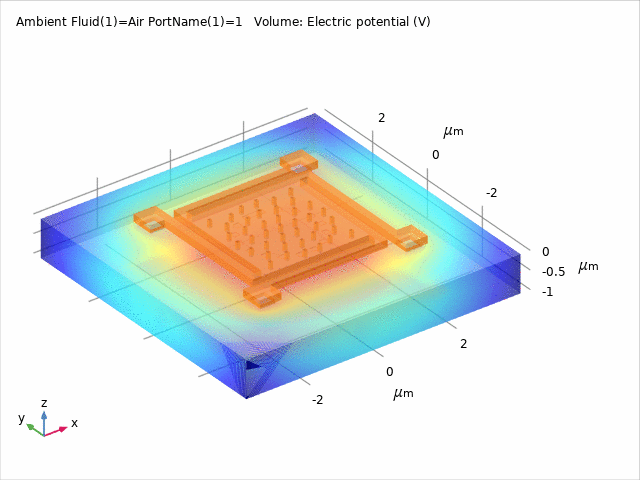 Ambient Fluid(1)=Air PortName(1)=1 Volume: Electric potential (V)
2
μm
0
-2
0
-0.5 μm
-1
2
0
μm
-2
z
y x